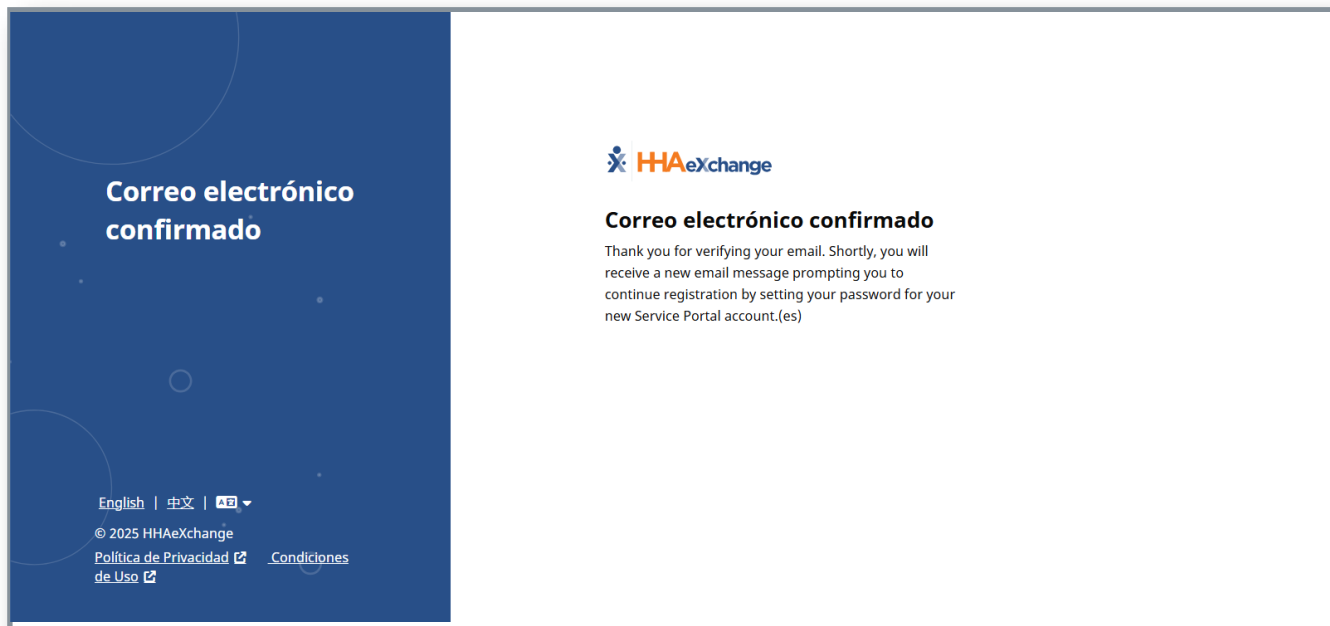 Correo electrónico
confirmado
English | 中文 | A文
© 2025 HHAeXchange
Política de Privacidad Condiciones
de Uso
HHAeXchange
Correo electrónico confirmado
Thank you for verifying your email. Shortly, you will
receive a new email message prompting you to
continue registration by setting your password for your
new Service Portal account.(es)